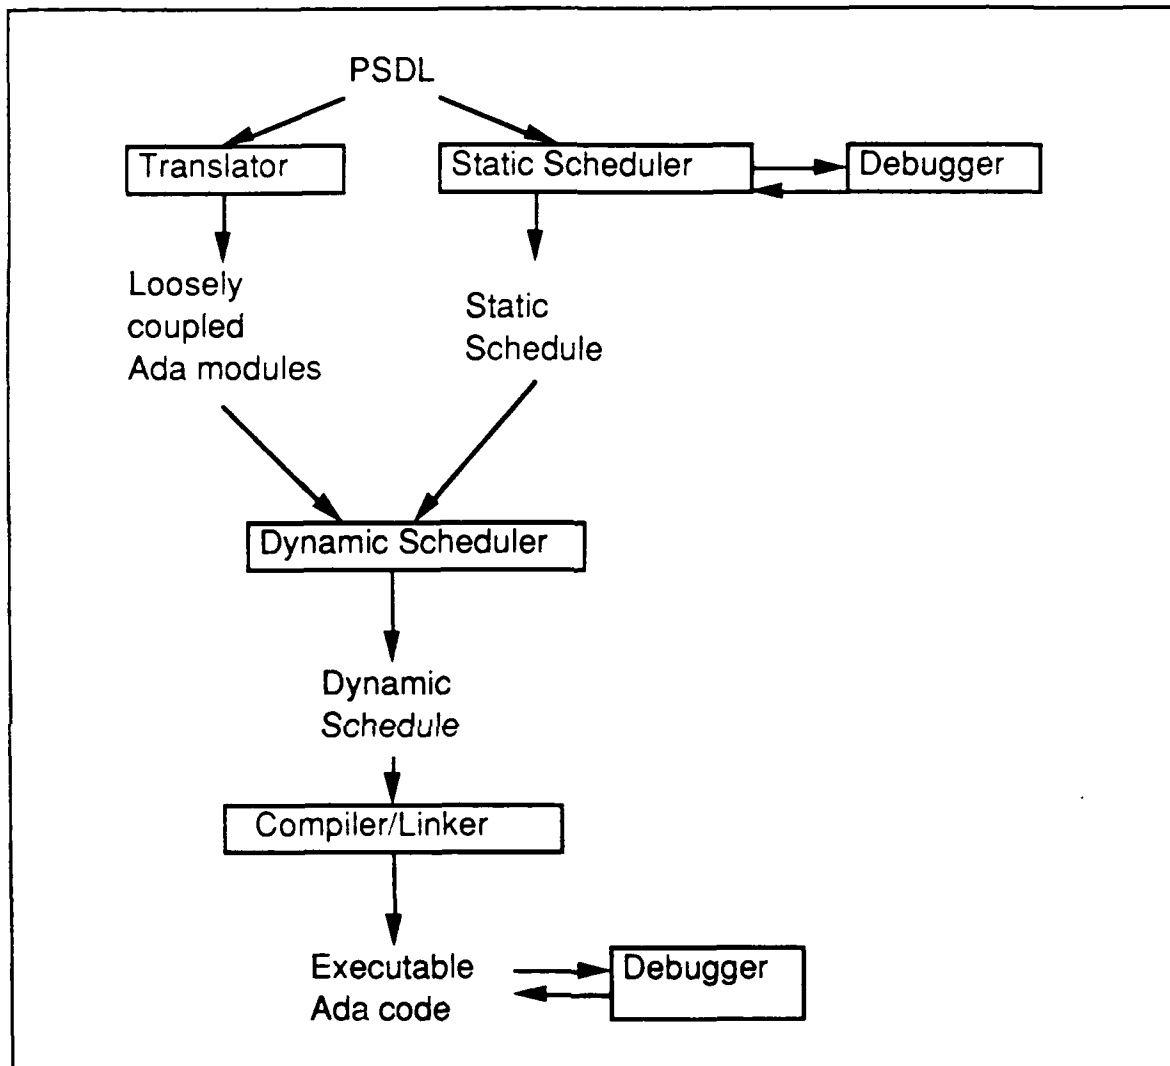 PSDL
Translator
Static Scheduler
Debugger
Loosely
coupled
Ada modules
Static
Schedule
Dynamic Scheduler
Dynamic
Schedule
Compiler/Linker
Executable
Ada code
Debugger